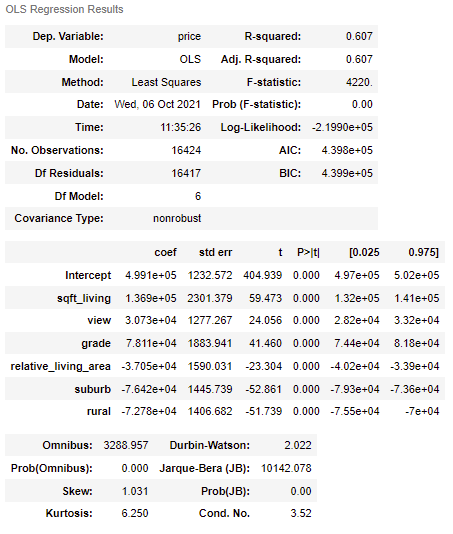 OLS Regression Results
Dep. Variable: price R-squared: 0.607
Model: OLS Adj. R-squared: 0.607
Method: Least Squares F-statistic: 4220.
Date: Wed, 06 Oct 2021 Prob (F-statistic): 0.00
Time: 11:35:26 Log-Likelihood: -2.1990e+05
No. Observations: 16424 AIC: 4.398e+05
Df Residuals: 16417 BIC: 4.399e+05
Df Model: 6
Covariance Type: nonrobust
coef std err t P>|t| [0.025 0.975]
Intercept 4.991e+05 1232.572 404.939 0.000 4.97e+05 5.02e+05
sqft_living 1.369e+05 2301.379 59.473 0.000 1.32e+05 1.41e+05
view 3.073e+04 1277.267 24.056 0.000 2.82e+04 3.32e+04
grade 7.811e+04 1883.941 41.460 0.000 7.44e+04 8.18e+04
relative_living_area -3.705e+04 1590.031 -23.304 0.000 -4.02e+04 -3.39e+04
suburb -7.642e+04 1445.739 -52.861 0.000 -7.93e+04 -7.36e+04
rural -7.278e+04 1406.682 -51.739 0.000 -7.55e+04 -7e+04
Omnibus: 3288.957 Durbin-Watson: 2.022
Prob(Omnibus): 0.000 Jarque-Bera (JB): 10142.078
Skew: 1.031 Prob(JB): 0.00
Kurtosis: 6.250 Cond. No. 3.52